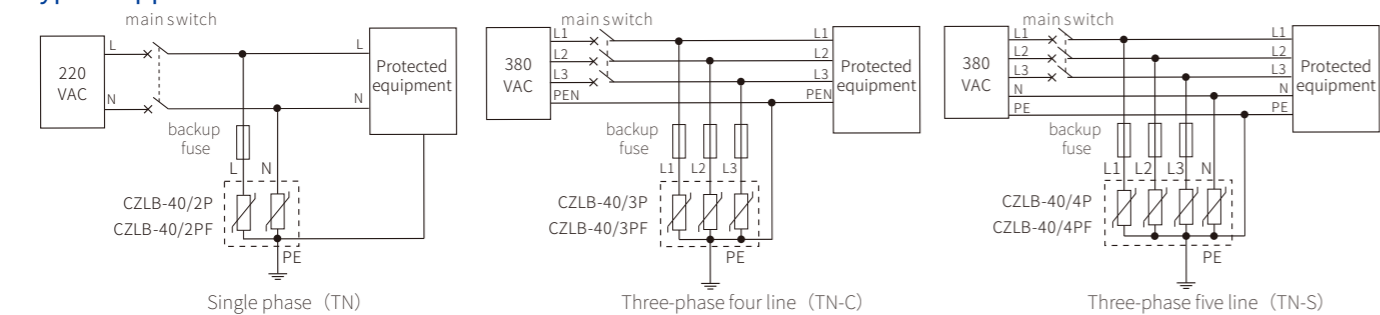 main switch
L
L
220
VAC
Protected
equipment
N
N
backup
fuse
L
N
CZLB-40/2P
CZLB-40/2PF
PE
Single phase（TN）
main switch
L1
L1
L2
L2
380
VAC
L3
L3
Protected
equipment
PEN
PEN
backup
fuse
L1
L2
L3
CZLB-40/3P
CZLB-40/3PF
PE
Three-phase four line（TN-C）
main switch
L1
L1
L2
L2
380
VAC
L3
L3
Protected
equipment
N
N
PE
PE
backup
fuse
L1
L2
L3
N
CZLB-40/4P
CZLB-40/4PF
PE
Three-phase five line（TN-S）